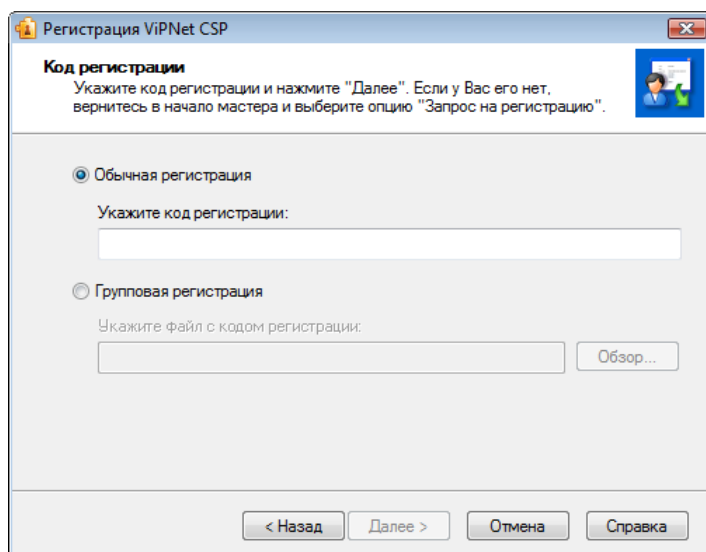 Регистрация ViPNet CSP
Код регистрации
Укажите код регистрации и нажмите "Далее". Если у Вас его нет,
вернитесь в начало мастера и выберите опцию "Запрос на регистрацию".
Обычная регистрация
Укажите код регистрации:
Групповая регистрация
Укажите файл с кодом регистрации:
Обзор...
< Назад Далее > Отмена Справка